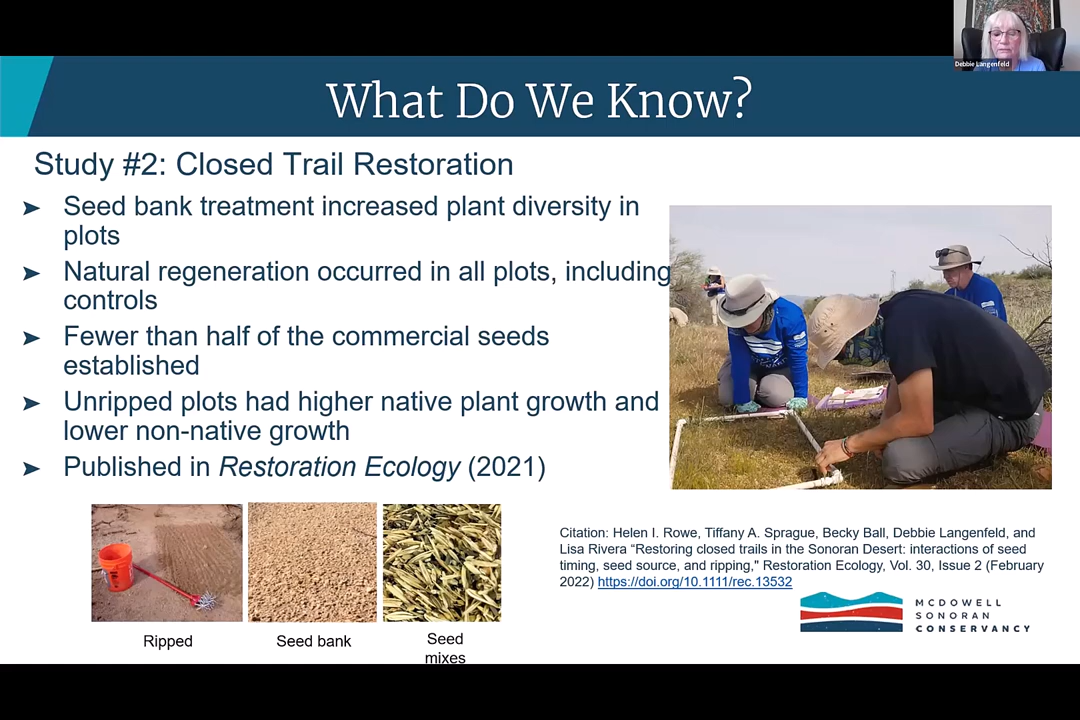 Debbie Langenfeld
What Do We Know?
Study #2: Closed Trail Restoration
➤ Seed bank treatment increased plant diversity in
plots
➤ Natural regeneration occurred in all plots, including
controls
➤ Fewer than half of the commercial seeds
established
➤ Unripped plots had higher native plant growth and
lower non-native growth
➤ Published in Restoration Ecology (2021)
Ripped
Seed bank
Seed
mixes
Citation: Helen I. Rowe, Tiffany A. Sprague, Becky Ball, Debbie Langenfeld, and
Lisa Rivera “Restoring closed trails in the Sonoran Desert: interactions of seed
timing, seed source, and ripping," Restoration Ecology, Vol. 30, Issue 2 (February
2022) https://doi.org/10.1111/rec.13532
MCDOWELL
SONORAN
CONSERVANCY